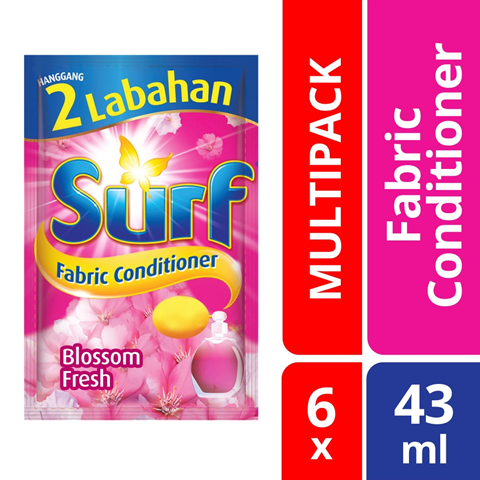 HANGGANG
2 Labahan
Surf
Fabric Conditioner
Blossom
Fresh
MULTIPACK
Fabric
Conditioner
6
x
43
ml